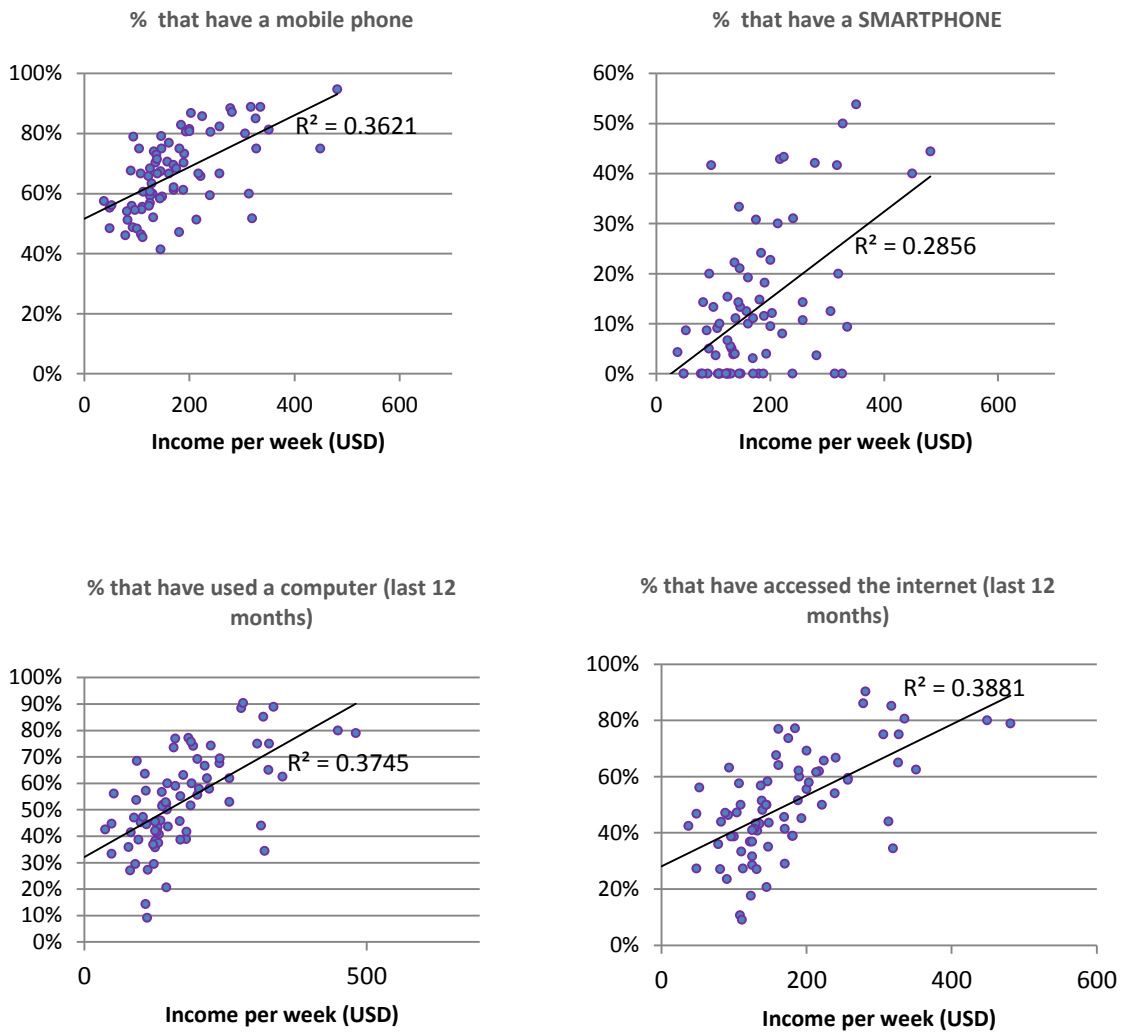 % that have a mobile phone
100%
80%
60%
40%
20%
0%
R² = 0.3621
0 200 400 600
Income per week (USD)
% that have a SMARTPHONE
60%
50%
40%
30%
20%
10%
0%
R² = 0.2856
0 200 400 600
Income per week (USD)
% that have used a computer (last 12
months)
100%
90%
80%
70%
60%
50%
40%
30%
20%
10%
0%
R² = 0.3745
0 500
Income per week (USD)
% that have accessed the internet (last 12
months)
100%
80%
60%
40%
20%
0%
R² = 0.3881
0 200 400 600
Income per week (USD)